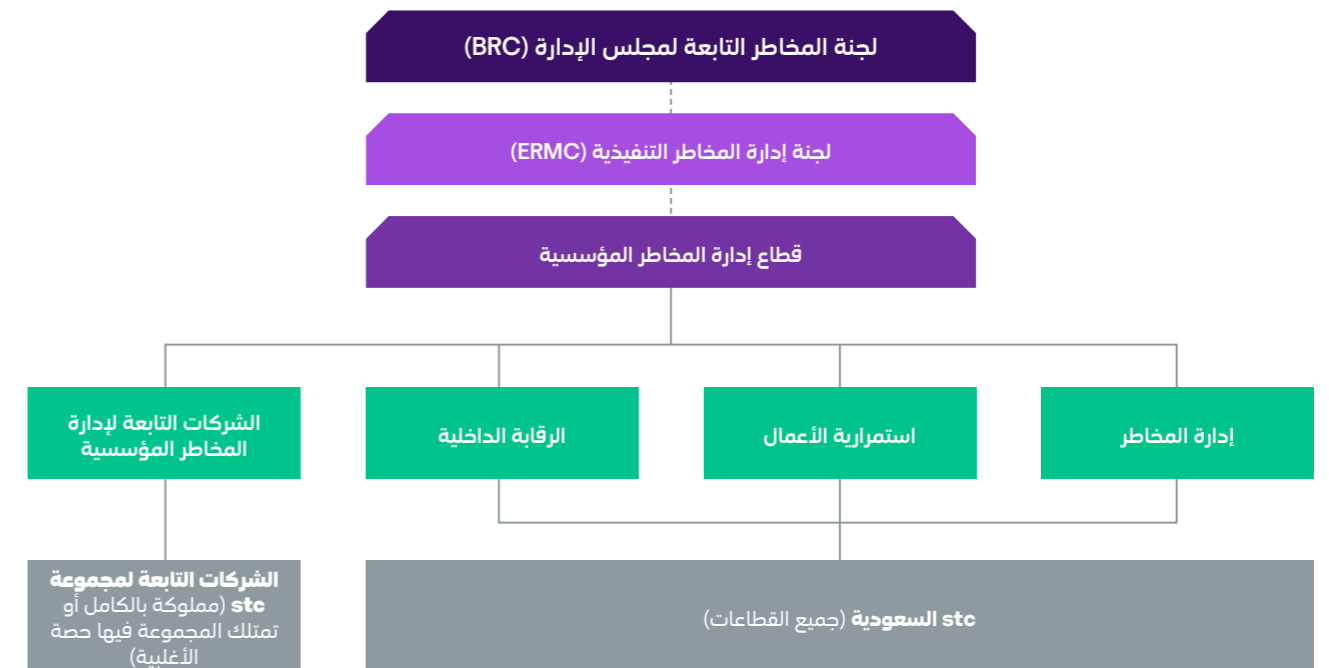 لجنة المخاطر التابعة لمجلس الإدارة (BRC)
لجنة إدارة المخاطر التنفيذية (ERMC)
قطاع إدارة المخاطر المؤسسية
إدارة المخاطر
استمرارية الأعمال
الرقابة الداخلية
الشركات التابعة لإدارة
المخاطر المؤسسية
stc السعودية (جميع القطاعات)
الشركات التابعة لمجموعة
stc (مملوكة بالكامل أو
تمتلك المجموعة فيها حصة
الأغلبية)